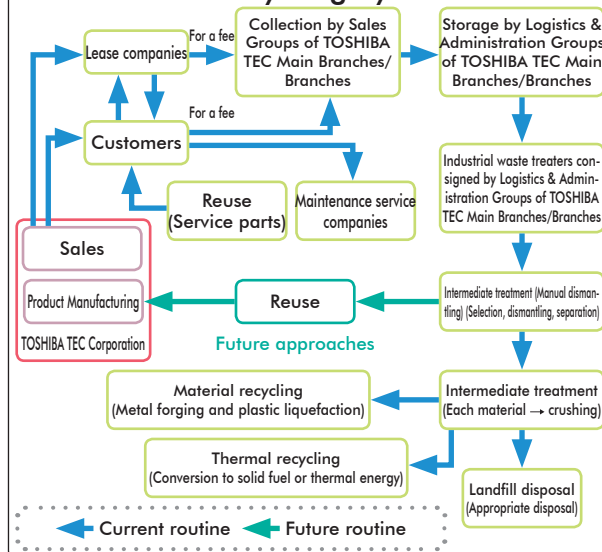 For a fee
Lease companies
Collection by Sales
Groups of TOSHIBA
TEC Main Branches/
Branches
Storage by Logistics &
Administration Groups
of TOSHIBA TEC Main
Branches/Branches
For a fee
Customers
Industrial waste treaters con-
signed by Logistics & Admin-
istration Groups of TOSHIBA
TEC Main Branches/Branches
Reuse
(Service parts)
Maintenance service
companies
Sales
Product Manufacturing
TOSHIBA TEC Corporation
Reuse
Future approaches
Intermediate treatment (Manual disman-
tling) (Selection, dismantling, separation)
Material recycling
(Metal forging and plastic liquefaction)
Intermediate treatment
(Each material → crushing)
Thermal recycling
(Conversion to solid fuel or thermal energy)
Landfill disposal
(Appropriate disposal)
Current routine
Future routine